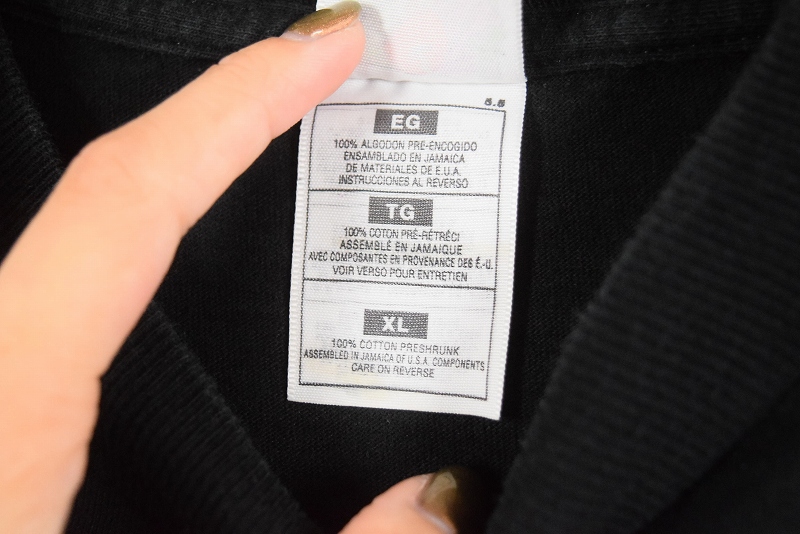 5.5
EG
100% ALGODON PRE-ENCOGIDO
ENSAMBLADO EN JAMAICA
DE MATERIALES DE E.U.A.
INSTRUCCIONES AL REVERSO
TG
100% COTON PRÉ-RÉTRÉCI
ASSEMBLÉ EN JAMAIQUE
AVEC COMPOSANTES EN PROVENANCE DES É.-U.
VOIR VERSO POUR ENTRETIEN
XL
100% COTTON PRESHRUNK
ASSEMBLED IN JAMAICA OF U.S.A. COMPONENTS
CARE ON REVERSE